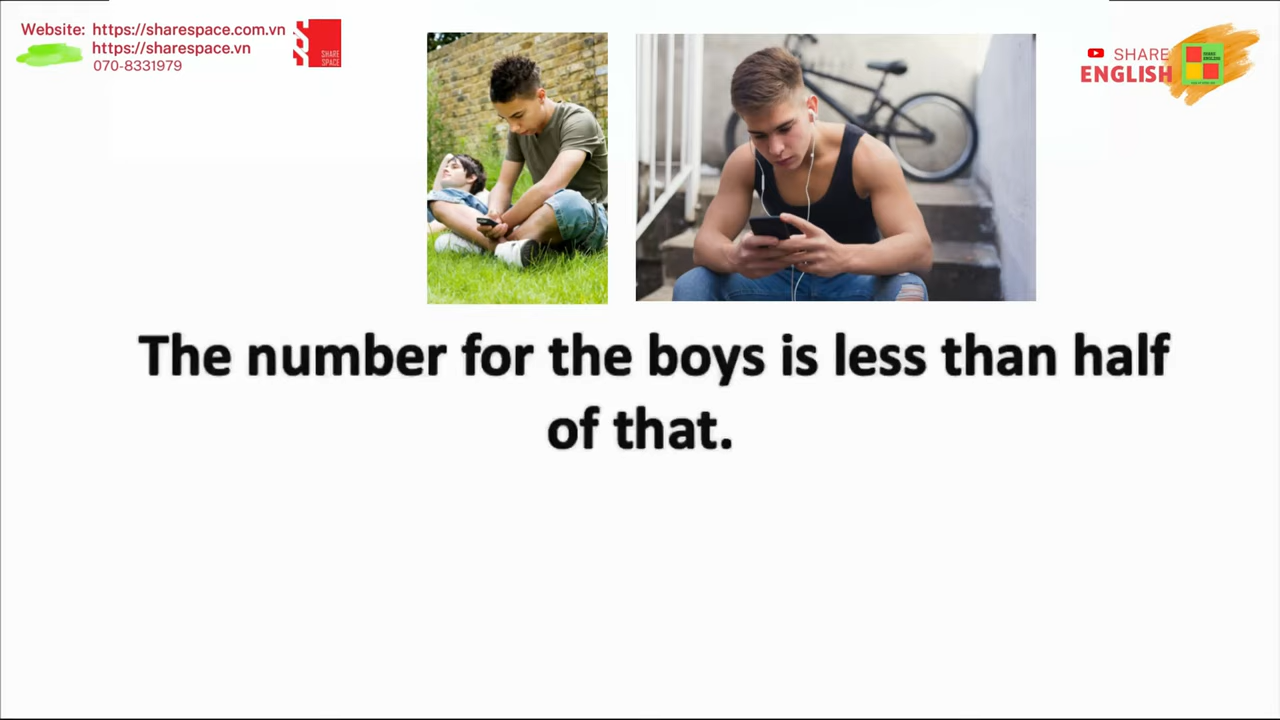 Website: https://sharespace.com.vn
https://sharespace.vn
070-8331979
SHARE
SPACE
SHARE
ENGLISH
The number for the boys is less than half
of that.